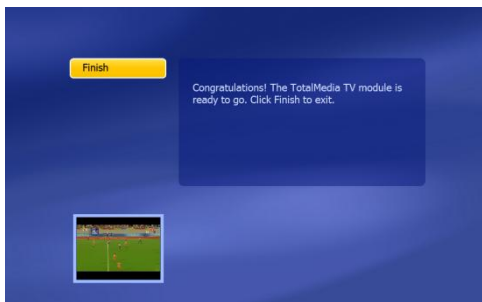 Finish
Congratulations! The TotalMedia TV module is
ready to go. Click Finish to exit.